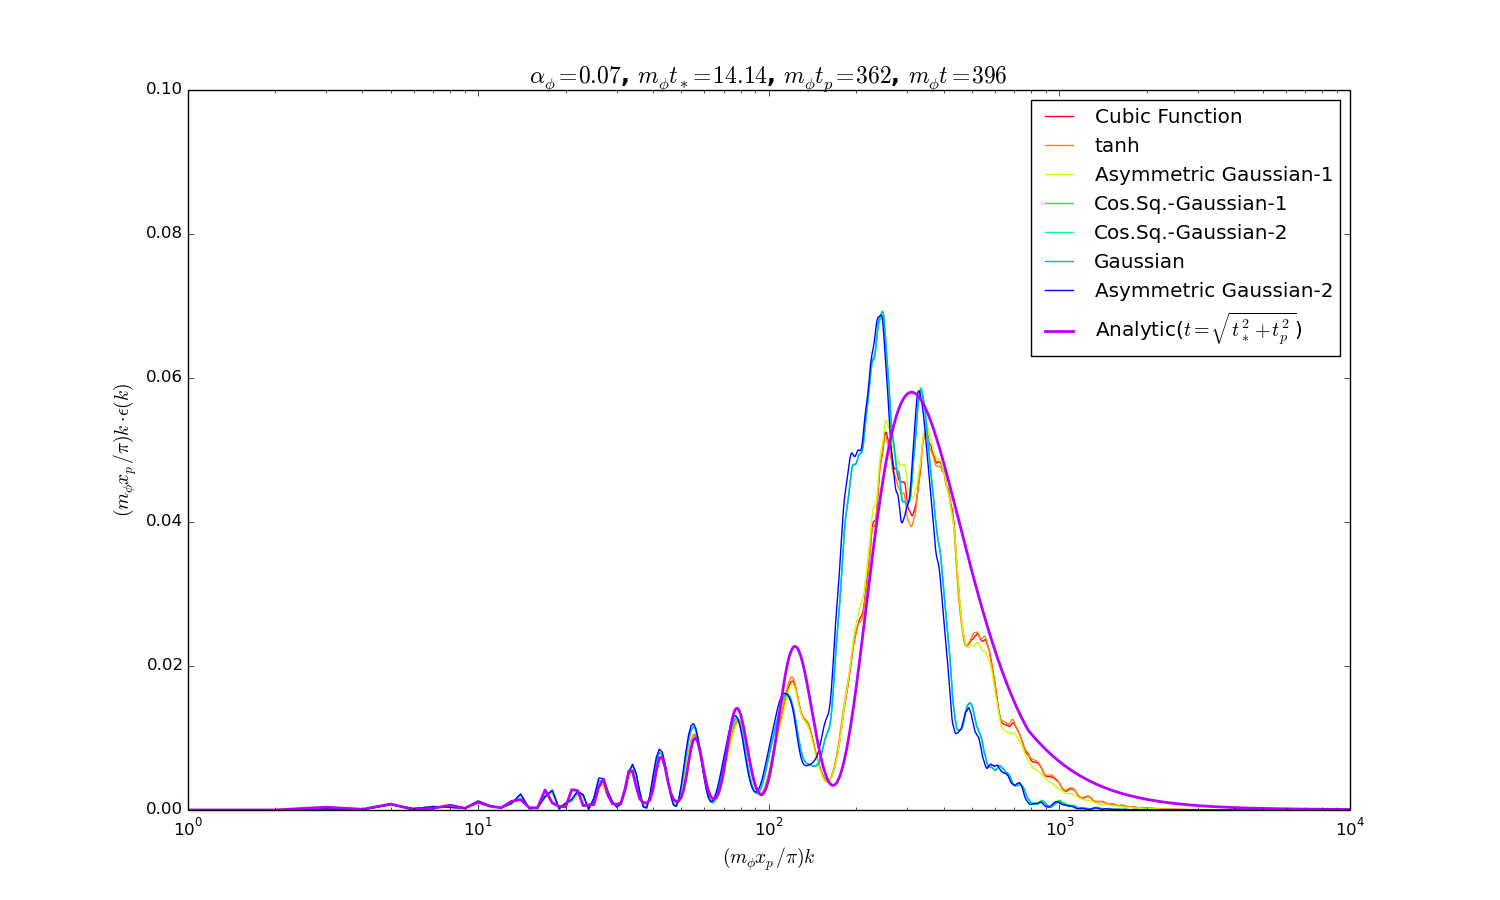 α_ϕ=0.07, m_ϕt_*=14.14, m_ϕt_p=362, m_ϕt=396
0.10
0.08
0.06
0.04
0.02
0.00
(m_ϕx_p/π)k·ϵ(k)
Cubic Function
tanh
Asymmetric Gaussian-1
Cos.Sq.-Gaussian-1
Cos.Sq.-Gaussian-2
Gaussian
Asymmetric Gaussian-2
Analytic(t=√(t_*^2+t_p^2))
10^0 10^1 10^2 10^3 10^4
(m_ϕx_p/π)k